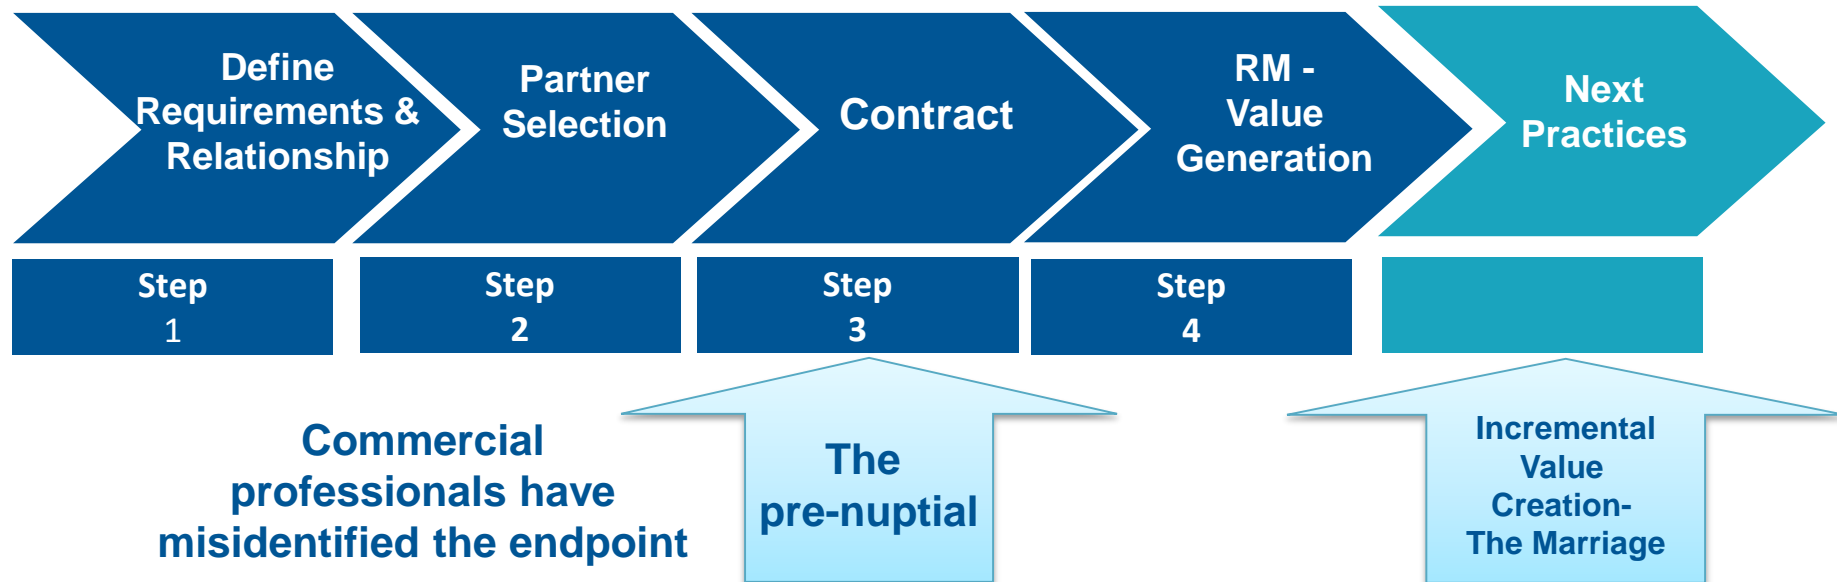 Define
Requirements &
Relationship
Partner
Selection
Contract
RM -
Value
Generation
Next
Practices
Step
1
Step
2
Step
3
Step
4
Commercial
professionals have
misidentified the endpoint
The
pre-nuptial
Incremental
Value
Creation-
The Marriage